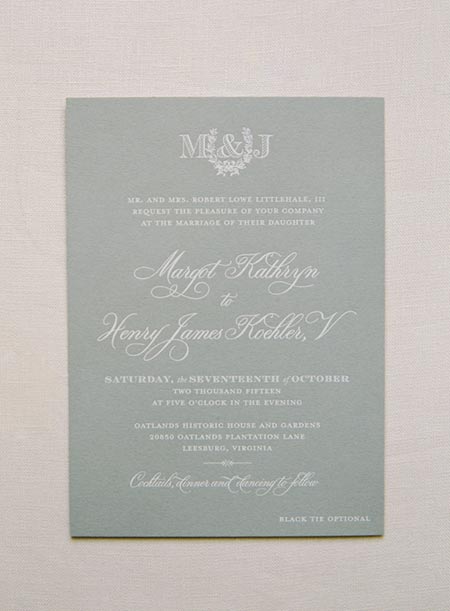 M & J
MR. AND MRS. ROBERT LOWE LITTLEHALE, III
REQUEST THE PLEASURE OF YOUR COMPANY
AT THE MARRIAGE OF THEIR DAUGHTER
Margot Kathryn
to
Henry James Koehler, V
SATURDAY, the SEVENTEENTH of OCTOBER
TWO THOUSAND FIFTEEN
AT FIVE O'CLOCK IN THE EVENING
OATLANDS HISTORIC HOUSE AND GARDENS
20850 OATLANDS PLANTATION LANE
LEESBURG, VIRGINIA
Cocktails, dinner and dancing to follow
BLACK TIE OPTIONAL